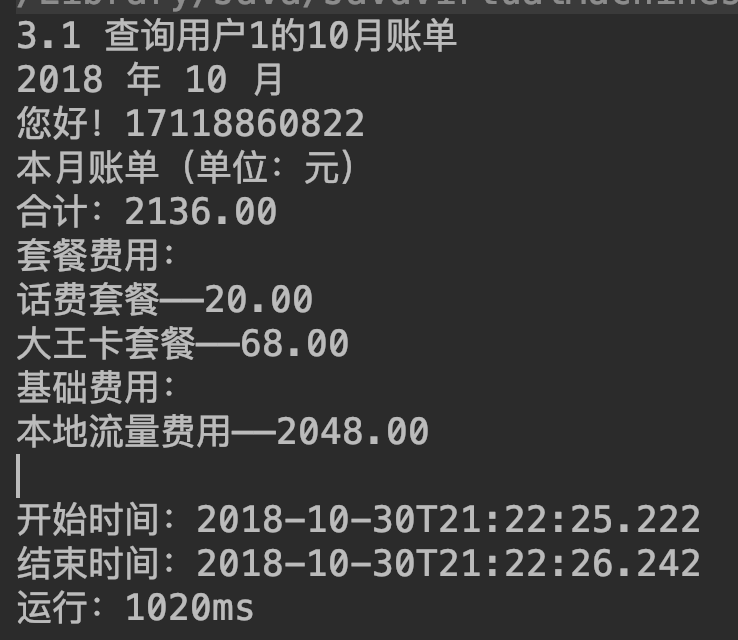 /Library/Java/JavaVirtualMachines
3.1 查询用户1的10月账单
2018 年 10 月
您好！17118860822
本月账单（单位：元）
合计：2136.00
套餐费用：
话费套餐——20.00
大王卡套餐——68.00
基础费用：
本地流量费用——2048.00
开始时间：2018-10-30T21:22:25.222
结束时间：2018-10-30T21:22:26.242
运行：1020ms